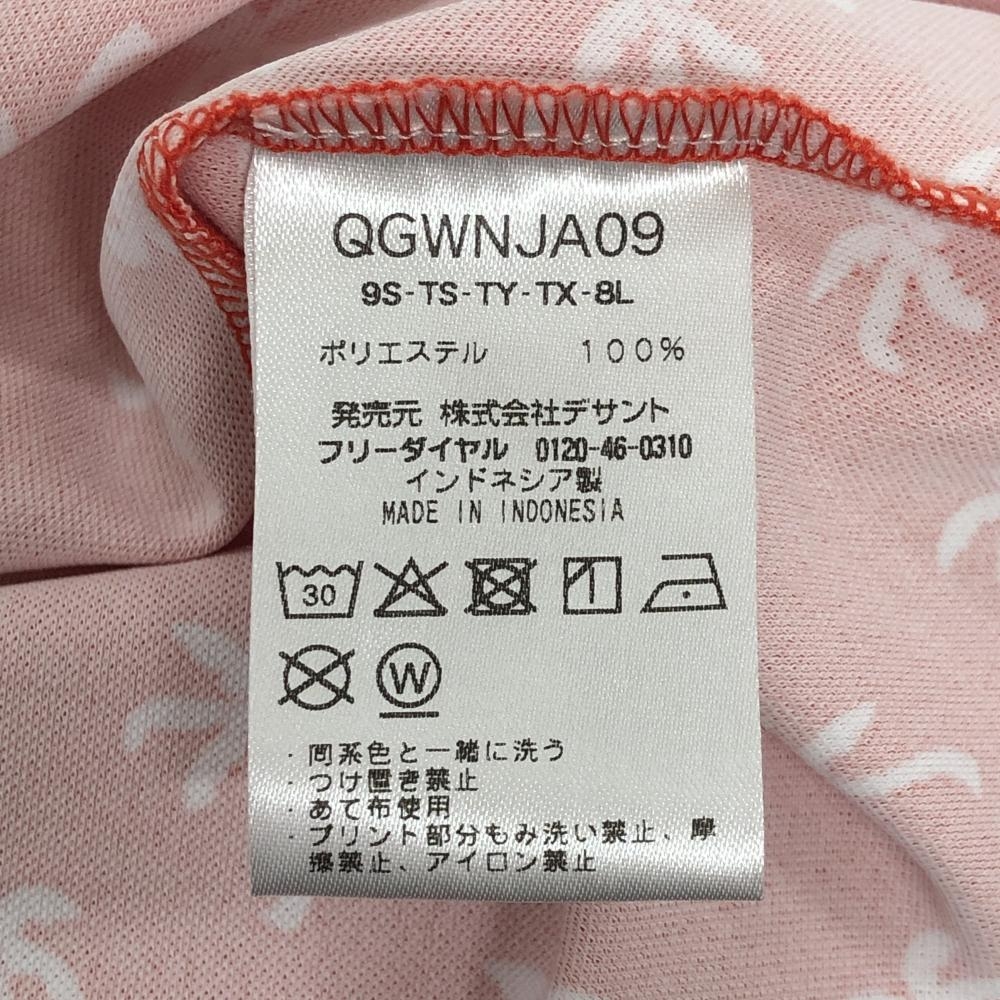 QGWNJA09
9S-TS-TY-TX-8L
ポリエステル 100%
発売元 株式会社デサント
フリーダイヤル 0120-46-0310
インドネシア製
MADE IN INDONESIA
30
W
・同系色と一緒に洗う
・つけ置き禁止
・あて布使用
・プリント部分もみ洗い禁止、摩
擦禁止、アイロン禁止